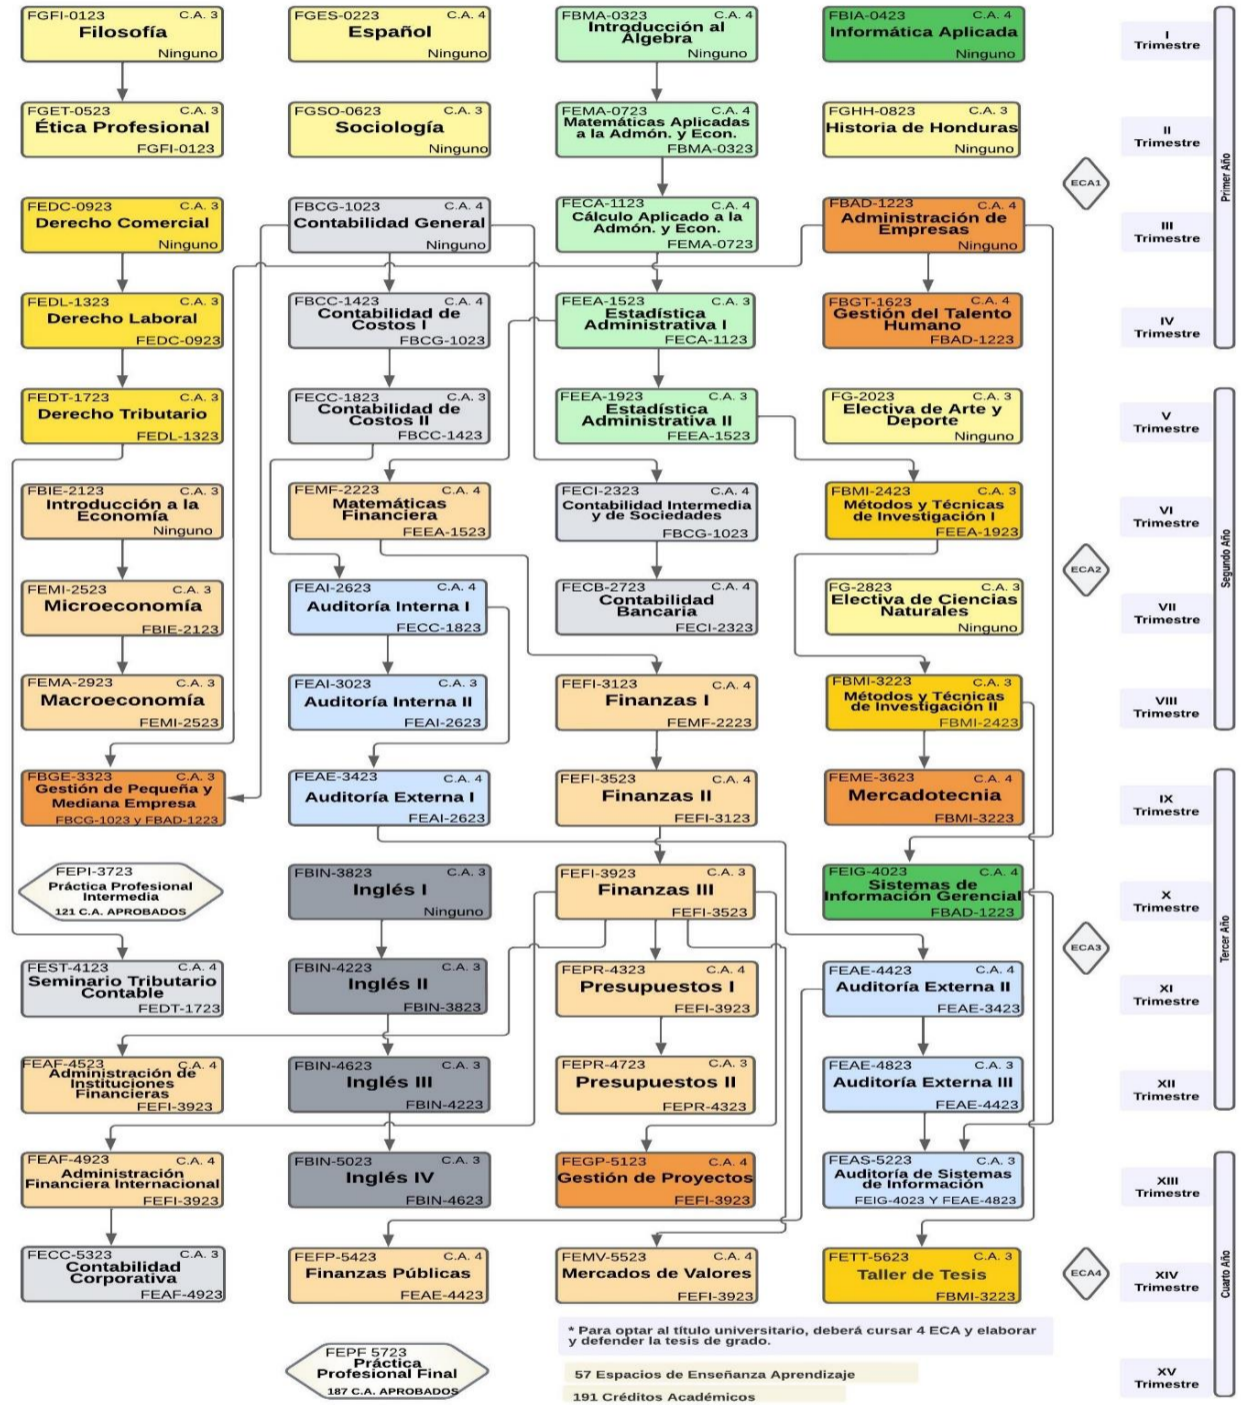 FGFI-0123 C.A. 3
Filosofía
Ninguno
FGES-0223 C.A. 4
Español
Ninguno
FBMA-0323 C.A. 4
Introducción al
Álgebra
Ninguno
FBIA-0423 C.A. 4
Informática Aplicada
Ninguno
I
Trimestre
FGET-0523 C.A. 3
Ética Profesional
FGFI-0123
FGSO-0623 C.A. 3
Sociología
Ninguno
FEMA-0723 C.A. 4
Matemáticas Aplicadas
a la Admón. y Econ.
FBMA-0323
FGHH-0823 C.A. 3
Historia de Honduras
Ninguno
II
Trimestre
ECA1
Primer Año
FEDC-0923 C.A. 3
Derecho Comercial
Ninguno
FBCG-1023 C.A. 4
Contabilidad General
Ninguno
FECA-1123 C.A. 4
Cálculo Aplicado a la
Admón. y Econ.
FEMA-0723
FBAD-1223 C.A. 4
Administración de
Empresas
Ninguno
III
Trimestre
FEDL-1323 C.A. 3
Derecho Laboral
FEDC-0923
FBCC-1423 C.A. 4
Contabilidad de
Costos I
FBCG-1023
FEEA-1523 C.A. 3
Estadística
Administrativa I
FECA-1123
FBGT-1623 C.A. 4
Gestión del Talento
Humano
FBAD-1223
IV
Trimestre
FEDT-1723 C.A. 3
Derecho Tributario
FEDL-1323
FECC-1823 C.A. 3
Contabilidad de
Costos II
FBCC-1423
FEEA-1923 C.A. 3
Estadística
Administrativa II
FEEA-1523
FG-2023 C.A. 3
Electiva de Arte y
Deporte
Ninguno
V
Trimestre
FBIE-2123 C.A. 3
Introducción a la
Economía
Ninguno
FEMF-2223 C.A. 4
Matemáticas
Financiera
FEEA-1523
FECI-2323 C.A. 4
Contabilidad Intermedia
y de Sociedades
FBCG-1023
FBMI-2423 C.A. 3
Métodos y Técnicas
de Investigación I
FEEA-1923
VI
Trimestre
ECA2
Segundo Año
FEMI-2523 C.A. 3
Microeconomía
FBIE-2123
FEAI-2623 C.A. 4
Auditoría Interna I
FECC-1823
FECB-2723 C.A. 4
Contabilidad
Bancaria
FECI-2323
FG-2823 C.A. 3
Electiva de Ciencias
Naturales
Ninguno
VII
Trimestre
FEMA-2923 C.A. 3
Macroeconomía
FEMI-2523
FEAI-3023 C.A. 3
Auditoría Interna II
FEAI-2623
FEFI-3123 C.A. 4
Finanzas I
FEMF-2223
FBMI-3223 C.A. 3
Métodos y Técnicas
de Investigación II
FBMI-2423
VIII
Trimestre
FBGE-3323 C.A. 3
Gestión de Pequeña y
Mediana Empresa
FBCG-1023 y FBAD-1223
FEAE-3423 C.A. 4
Auditoría Externa I
FEAI-2623
FEFI-3523 C.A. 4
Finanzas II
FEFI-3123
FEME-3623 C.A. 4
Mercadotecnia
FBMI-3223
IX
Trimestre
FEPI-3723
Práctica Profesional
Intermedia
121 C.A. APROBADOS
FBIN-3823 C.A. 3
Inglés I
Ninguno
FEFI-3923 C.A. 3
Finanzas III
FEFI-3523
FEIG-4023 C.A. 4
Sistemas de
Información Gerencial
FBAD-1223
X
Trimestre
ECA3
Tercer Año
FEST-4123 C.A. 4
Seminario Tributario
Contable
FEDT-1723
FBIN-4223 C.A. 3
Inglés II
FBIN-3823
FEPR-4323 C.A. 4
Presupuestos I
FEFI-3923
FEAE-4423 C.A. 4
Auditoría Externa II
FEAE-3423
XI
Trimestre
FEAF-4523 C.A. 4
Administración de
Instituciones
Financieras
FEFI-3923
FBIN-4623 C.A. 3
Inglés III
FBIN-4223
FEPR-4723 C.A. 3
Presupuestos II
FEPR-4323
FEAE-4823 C.A. 3
Auditoría Externa III
FEAE-4423
XII
Trimestre
FEAF-4923 C.A. 4
Administración
Financiera Internacional
FEFI-3923
FBIN-5023 C.A. 3
Inglés IV
FBIN-4623
FEGP-5123 C.A. 4
Gestión de Proyectos
FEFI-3923
FEAS-5223 C.A. 3
Auditoría de Sistemas
de Información
FEIG-4023 Y FEAE-4823
XIII
Trimestre
FECC-5323 C.A. 3
Contabilidad
Corporativa
FEAF-4923
FEFP-5423 C.A. 4
Finanzas Públicas
FEAE-4423
FEMV-5523 C.A. 4
Mercados de Valores
FEFI-3923
FETT-5623 C.A. 3
Taller de Tesis
FBMI-3223
ECA4
XIV
Trimestre
Cuarto Año
* Para optar al título universitario, deberá cursar 4 ECA y elaborar
y defender la tesis de grado.
FEPF 5723
Práctica
Profesional Final
187 C.A. APROBADOS
57 Espacios de Enseñanza Aprendizaje
191 Créditos Académicos
XV
Trimestre